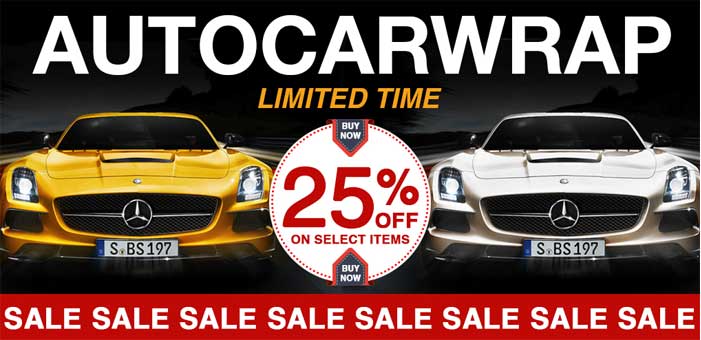 AUTOCARWRAP
LIMITED TIME
BUY
NOW
25% OFF
ON SELECT ITEMS
BUY
NOW
S BS 197
S BS 197
SALE SALE SALE SALE SALE SALE SALE SALE